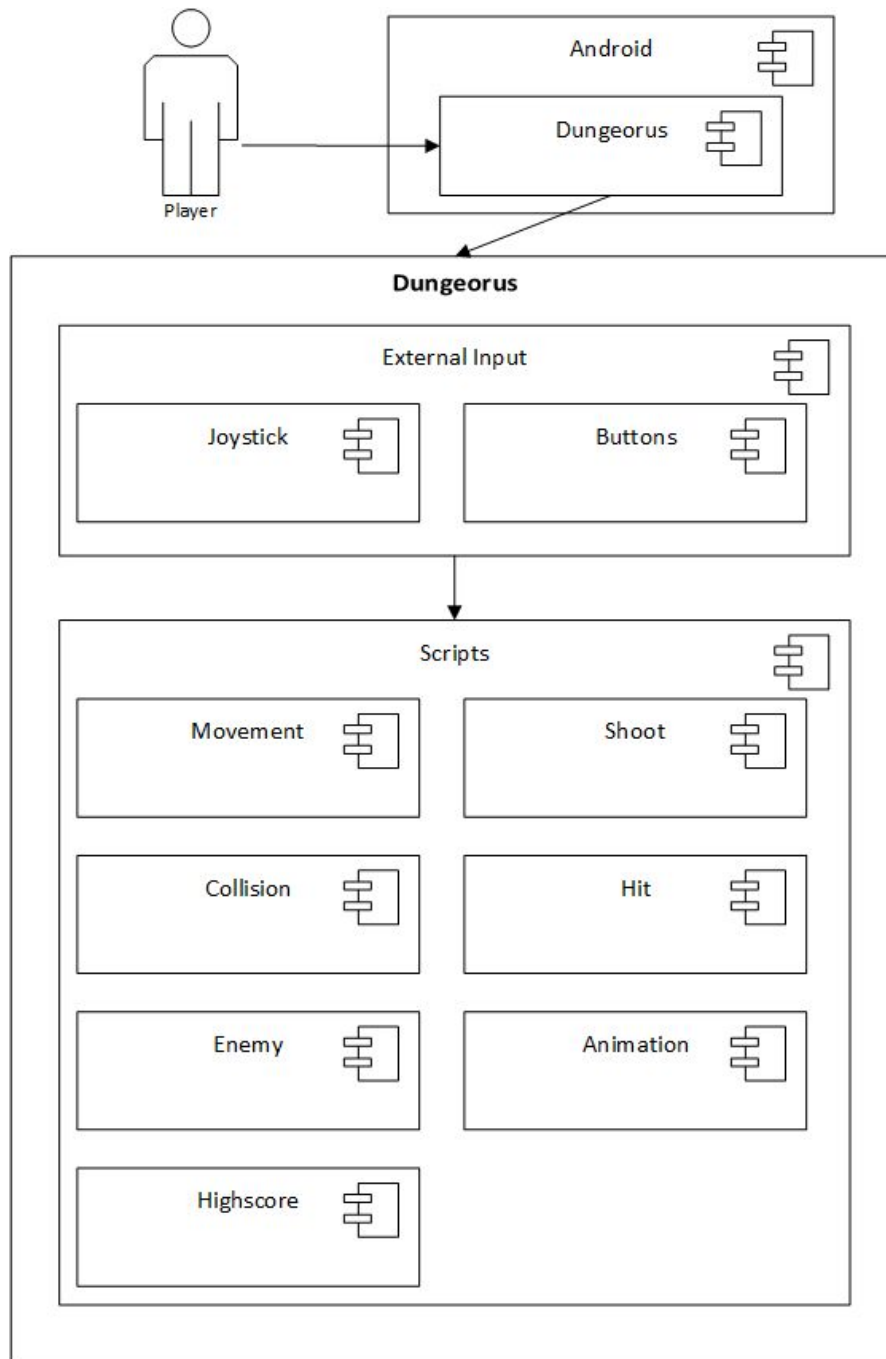 Android
Dungeorus
Player
Dungeorus
External Input
Joystick
Buttons
Scripts
Movement
Shoot
Collision
Hit
Enemy
Animation
Highscore